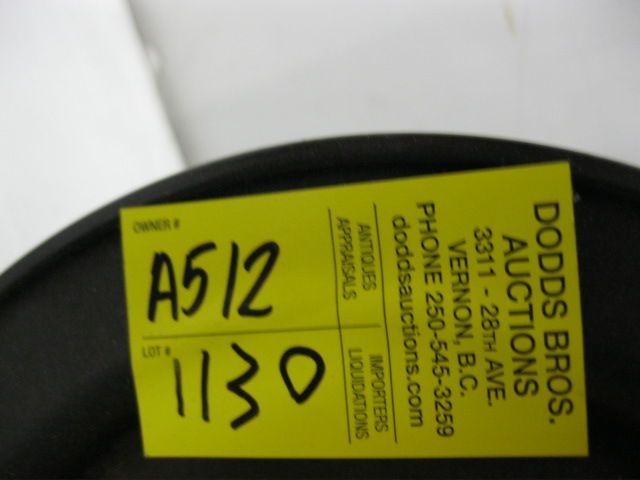 DODDS BROS.
AUCTIONS
3311 - 28TH AVE.
VERNON, B.C.
PHONE 250-545-3259
doddsauctions.com
ANTIQUES IMPORTERS
APPRAISALS LIQUIDATIONS
OWNER #
A512
LOT #
1130